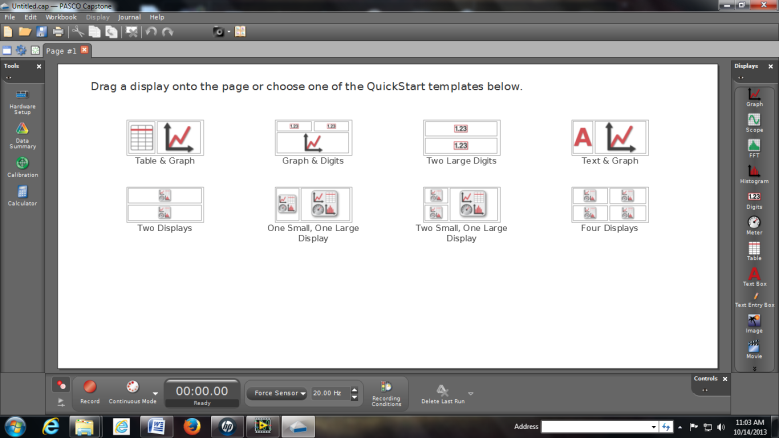 Untitled.cap — PASCO Capstone
File Edit Workbook Display Journal Help
Page #1
Tools
Hardware
Setup
Data
Summary
Calibration
Calculator
Drag a display onto the page or choose one of the QuickStart templates below.
1.23 1.23
1.23
1.23
A
Table & Graph
Graph & Digits
Two Large Digits
Text & Graph
Two Displays
One Small, One Large
Display
Two Small, One Large
Display
Four Displays
Displays
Graph
Scope
FFT
Histogram
1.23
Digits
Meter
Table
A
Text Box
Text Entry Box
Image
Movie
Record
Continuous Mode
00:00.00
Ready
Force Sensor
20.00 Hz
Recording
Conditions
Delete Last Run
Controls
hp
Address
11:03 AM
10/14/2013